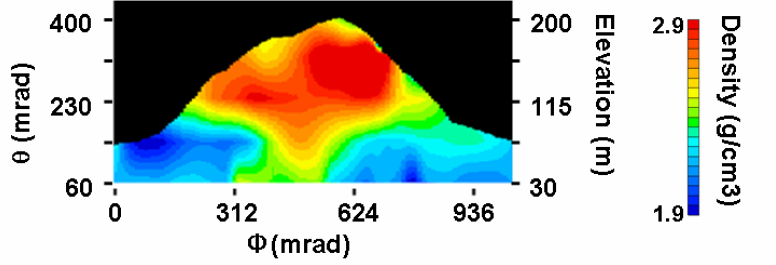 400
230
60
θ (mrad)
0 312 624 936
Φ(mrad)
200
115
30
Elevation (m)
2.9
1.9
Density (g/cm3)